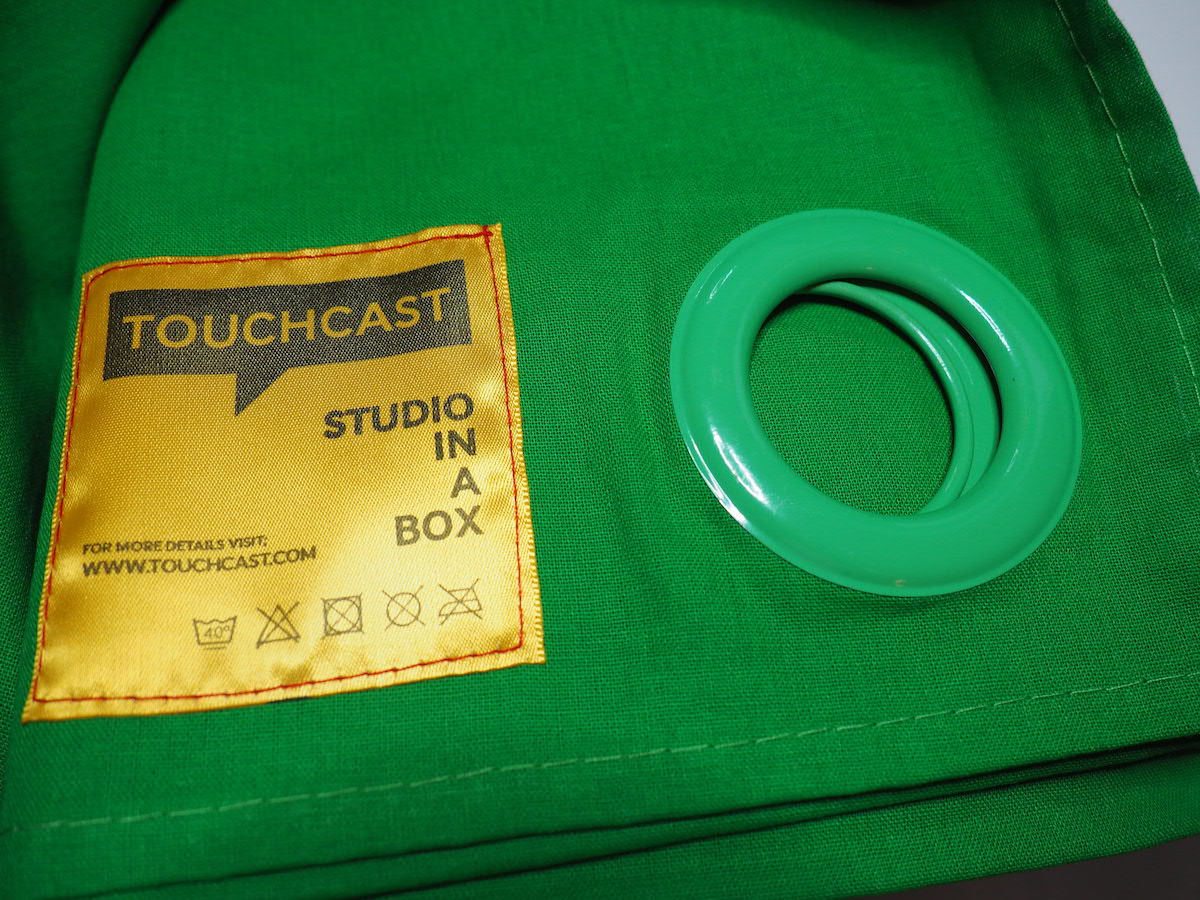 TOUCHCAST
STUDIO
IN
A
BOX
FOR MORE DETAILS VISIT:
WWW.TOUCHCAST.COM
40°